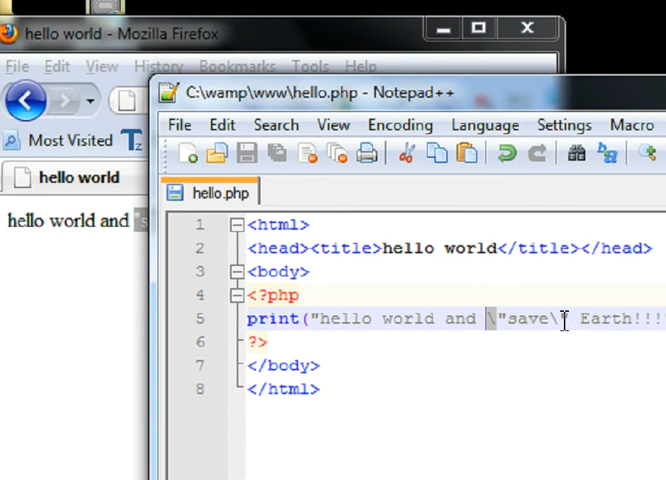 hello world - Mozilla Firefox
File Edit View History Bookmarks Tools Help
C:\wamp\www\hello.php - Notepad++
File Edit Search View Encoding Language Settings Macro
Most Visited
hello world
hello.php
hello world and "s
1 <html>
2 <head><title>hello world</title></head>
3 <body>
4 <?php
5 print("hello world and \"save\" Earth!!!
6 ?>
7 </body>
8 </html>